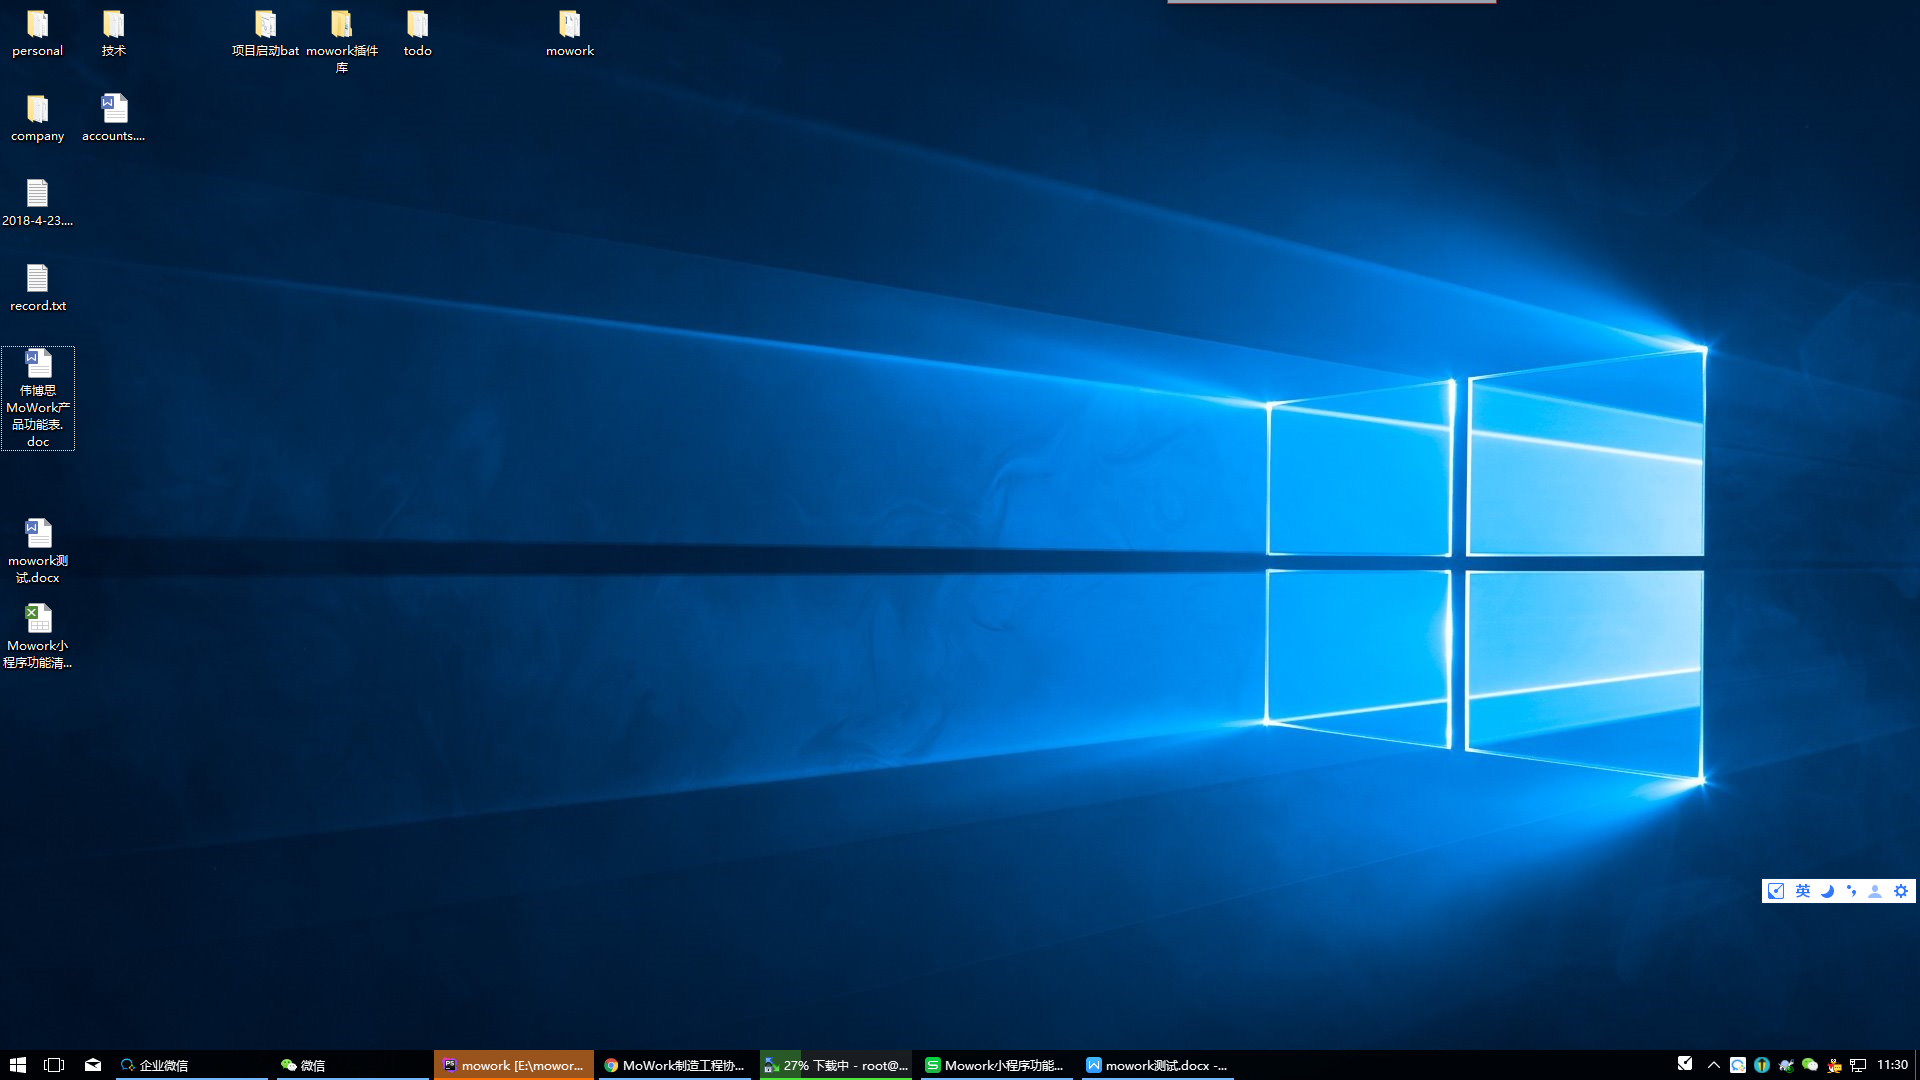 personal
技术
项目启动bat
mowork插件
库
todo
mowork
company
accounts....
2018-4-23....
record.txt
伟博思
MoWork产
品功能表.
doc
mowork测
试.docx
Mowork小
程序功能清...
英
企业微信
微信
mowork [E:\mowor...
MoWork制造工程协...
27% 下载中 - root@...
Mowork小程序功能...
mowork测试.docx -...
11:30